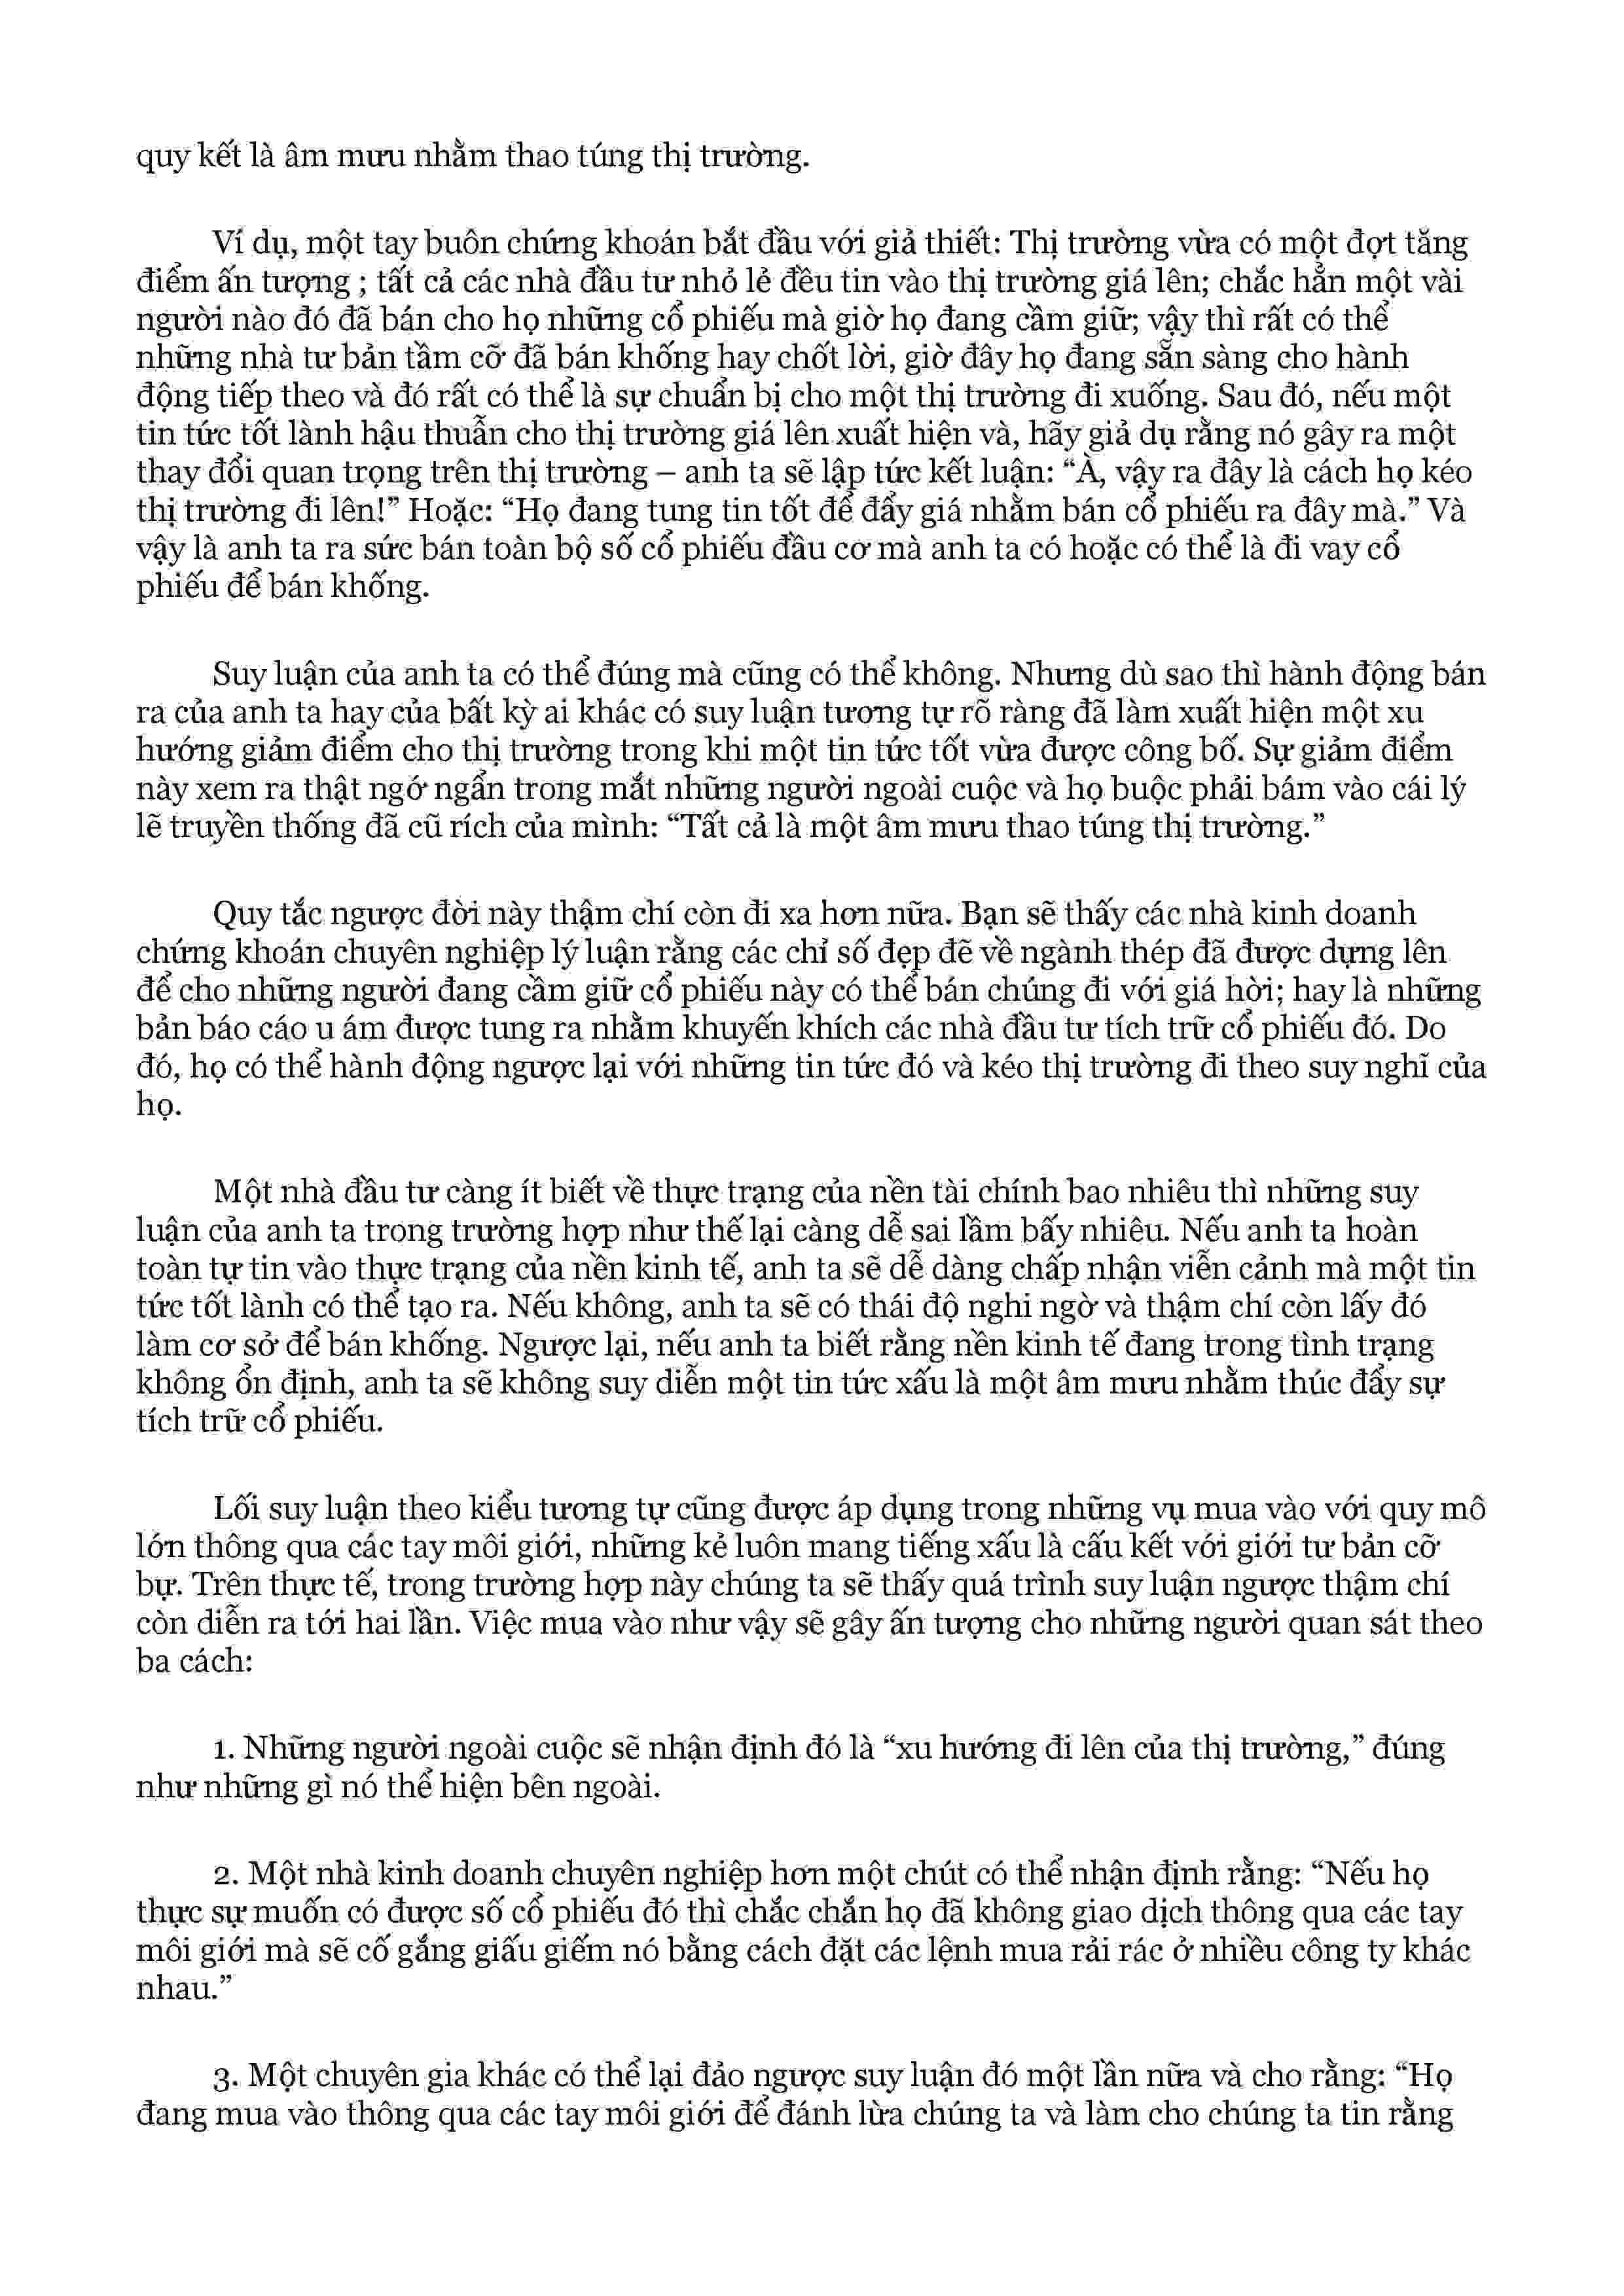 quy kết là âm mưu nhằm thao túng thị trường.
Ví dụ, một tay buôn chứng khoán bắt đầu với giả thiết: Thị trường vừa có một đợt tăng
điểm ấn tượng ; tất cả các nhà đầu tư nhỏ lẻ đều tin vào thị trường giá lên; chắc hẳn một vài
người nào đó đã bán cho họ những cổ phiếu mà giờ họ đang cầm giữ; vậy thì rất có thể
những nhà tư bản tầm cỡ đã bán khống hay chốt lời, giờ đây họ đang sẵn sàng cho hành
động tiếp theo và đó rất có thể là sự chuẩn bị cho một thị trường đi xuống. Sau đó, nếu một
tin tức tốt lành hậu thuẫn cho thị trường giá lên xuất hiện và, hãy giả dụ rằng nó gây ra một
thay đổi quan trọng trên thị trường – anh ta sẽ lập tức kết luận: “À, vậy ra đây là cách họ kéo
thị trường đi lên!” Hoặc: “Họ đang tung tin tốt để đẩy giá nhằm bán cổ phiếu ra đây mà.” Và
vậy là anh ta ra sức bán toàn bộ số cổ phiếu đầu cơ mà anh ta có hoặc có thể là đi vay cổ
phiếu để bán khống.
Suy luận của anh ta có thể đúng mà cũng có thể không. Nhưng dù sao thì hành động bán
ra của anh ta hay của bất kỳ ai khác có suy luận tương tự rõ ràng đã làm xuất hiện một xu
hướng giảm điểm cho thị trường trong khi một tin tức tốt vừa được công bố. Sự giảm điểm
này xem ra thật ngớ ngẩn trong mắt những người ngoài cuộc và họ buộc phải bám vào cái lý
lẽ truyền thống đã cũ rích của mình: “Tất cả là một âm mưu thao túng thị trường.”
Quy tắc ngược đời này thậm chí còn đi xa hơn nữa. Bạn sẽ thấy các nhà kinh doanh
chứng khoán chuyên nghiệp lý luận rằng các chỉ số đẹp đẽ về ngành thép đã được dựng lên
để cho những người đang cầm giữ cổ phiếu này có thể bán chúng đi với giá hời; hay là những
bản báo cáo u ám được tung ra nhằm khuyến khích các nhà đầu tư tích trữ cổ phiếu đó. Do
đó, họ có thể hành động ngược lại với những tin tức đó và kéo thị trường đi theo suy nghĩ của
họ.
Một nhà đầu tư càng ít biết về thực trạng của nền tài chính bao nhiêu thì những suy
luận của anh ta trong trường hợp như thế lại càng dễ sai lầm bấy nhiêu. Nếu anh ta hoàn
toàn tự tin vào thực trạng của nền kinh tế, anh ta sẽ dễ dàng chấp nhận viễn cảnh mà một tin
tức tốt lành có thể tạo ra. Nếu không, anh ta sẽ có thái độ nghi ngờ và thậm chí còn lấy đó
làm cơ sở để bán khống. Ngược lại, nếu anh ta biết rằng nền kinh tế đang trong tình trạng
không ổn định, anh ta sẽ không suy diễn một tin tức xấu là một âm mưu nhằm thúc đẩy sự
tích trữ cổ phiếu.
Lối suy luận theo kiểu tương tự cũng được áp dụng trong những vụ mua vào với quy mô
lớn thông qua các tay môi giới, những kẻ luôn mang tiếng xấu là cấu kết với giới tư bản cỡ
bự. Trên thực tế, trong trường hợp này chúng ta sẽ thấy quá trình suy luận ngược thậm chí
còn diễn ra tới hai lần. Việc mua vào như vậy sẽ gây ấn tượng cho những người quan sát theo
ba cách:
1. Những người ngoài cuộc sẽ nhận định đó là “xu hướng đi lên của thị trường,” đúng
như những gì nó thể hiện bên ngoài.
2. Một nhà kinh doanh chuyên nghiệp hơn một chút có thể nhận định rằng: “Nếu họ
thực sự muốn có được số cổ phiếu đó thì chắc chắn họ đã không giao dịch thông qua các tay
môi giới mà sẽ cố gắng giấu giếm nó bằng cách đặt các lệnh mua rải rác ở nhiều công ty khác
nhau.”
3. Một chuyên gia khác có thể lại đảo ngược suy luận đó một lần nữa và cho rằng: “Họ
đang mua vào thông qua các tay môi giới để đánh lừa chúng ta và làm cho chúng ta tin rằng